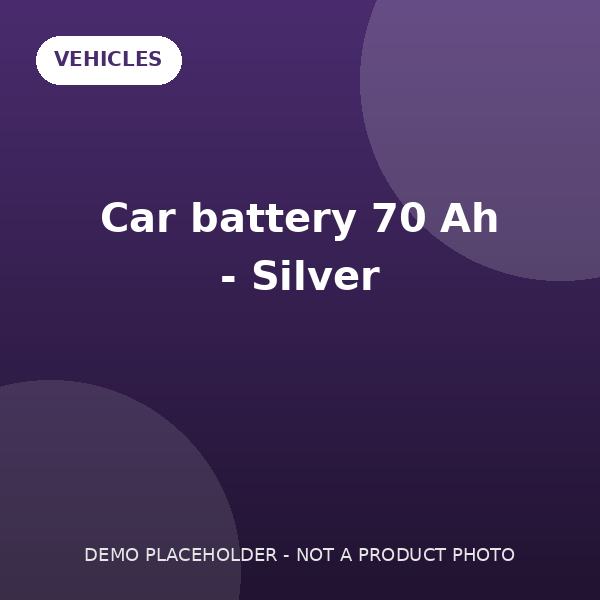 VEHICLES
Car battery 70 Ah
- Silver
DEMO PLACEHOLDER - NOT A PRODUCT PHOTO